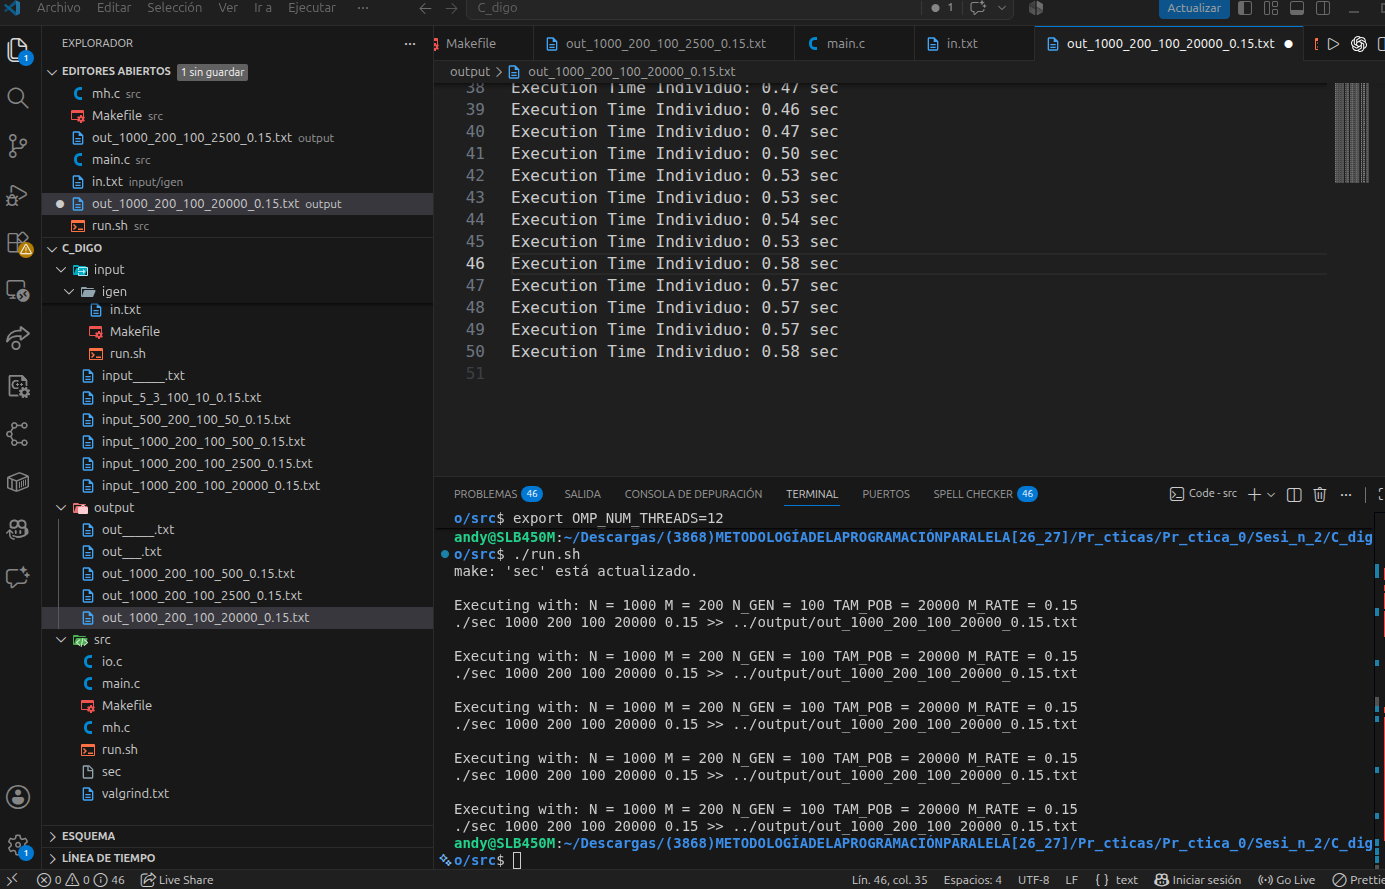 Archivo Editar Selección Ver Ir a Ejecutar ··· C_digo 1 Actualizar
EXPLORADOR ···
EDITORES ABIERTOS 1 sin guardar
mh.c src
Makefile src
out_1000_200_100_2500_0.15.txt output
main.c src
in.txt input/igen
out_1000_200_100_20000_0.15.txt output
run.sh src
C_DIGO
input
igen
in.txt
Makefile
run.sh
input_____.txt
input_5_3_100_10_0.15.txt
input_500_200_100_50_0.15.txt
input_1000_200_100_500_0.15.txt
input_1000_200_100_2500_0.15.txt
input_1000_200_100_20000_0.15.txt
output
out_____.txt
out___.txt
out_1000_200_100_500_0.15.txt
out_1000_200_100_2500_0.15.txt
out_1000_200_100_20000_0.15.txt
src
io.c
main.c
Makefile
mh.c
run.sh
sec
valgrind.txt
ESQUEMA
LÍNEA DE TIEMPO
1
1
Makefile out_1000_200_100_2500_0.15.txt main.c in.txt out_1000_200_100_20000_0.15.txt
output > out_1000_200_100_20000_0.15.txt
38 Execution Time Individuo: 0.47 sec
39 Execution Time Individuo: 0.46 sec
40 Execution Time Individuo: 0.47 sec
41 Execution Time Individuo: 0.50 sec
42 Execution Time Individuo: 0.53 sec
43 Execution Time Individuo: 0.53 sec
44 Execution Time Individuo: 0.54 sec
45 Execution Time Individuo: 0.53 sec
46 Execution Time Individuo: 0.58 sec
47 Execution Time Individuo: 0.57 sec
48 Execution Time Individuo: 0.57 sec
49 Execution Time Individuo: 0.57 sec
50 Execution Time Individuo: 0.58 sec
51
PROBLEMAS 46 SALIDA CONSOLA DE DEPURACIÓN TERMINAL PUERTOS SPELL CHECKER 46 Code - src ···
o/src$ export OMP_NUM_THREADS=12
andy@SLB450M:~/Descargas/(3868)METODOLOGÍADELAPROGRAMACIÓNPARALELA[26_27]/Pr_cticas/Pr_ctica_0/Sesi_n_2/C_dig
o/src$ ./run.sh
make: 'sec' está actualizado.
Executing with: N = 1000 M = 200 N_GEN = 100 TAM_POB = 20000 M_RATE = 0.15
./sec 1000 200 100 20000 0.15 >> ../output/out_1000_200_100_20000_0.15.txt
Executing with: N = 1000 M = 200 N_GEN = 100 TAM_POB = 20000 M_RATE = 0.15
./sec 1000 200 100 20000 0.15 >> ../output/out_1000_200_100_20000_0.15.txt
Executing with: N = 1000 M = 200 N_GEN = 100 TAM_POB = 20000 M_RATE = 0.15
./sec 1000 200 100 20000 0.15 >> ../output/out_1000_200_100_20000_0.15.txt
Executing with: N = 1000 M = 200 N_GEN = 100 TAM_POB = 20000 M_RATE = 0.15
./sec 1000 200 100 20000 0.15 >> ../output/out_1000_200_100_20000_0.15.txt
Executing with: N = 1000 M = 200 N_GEN = 100 TAM_POB = 20000 M_RATE = 0.15
./sec 1000 200 100 20000 0.15 >> ../output/out_1000_200_100_20000_0.15.txt
andy@SLB450M:~/Descargas/(3868)METODOLOGÍADELAPROGRAMACIÓNPARALELA[26_27]/Pr_cticas/Pr_ctica_0/Sesi_n_2/C_dig
o/src$
0 0 46 Live Share Lín. 46, col. 35 Espacios: 4 UTF-8 LF {} text Iniciar sesión Go Live Prettie